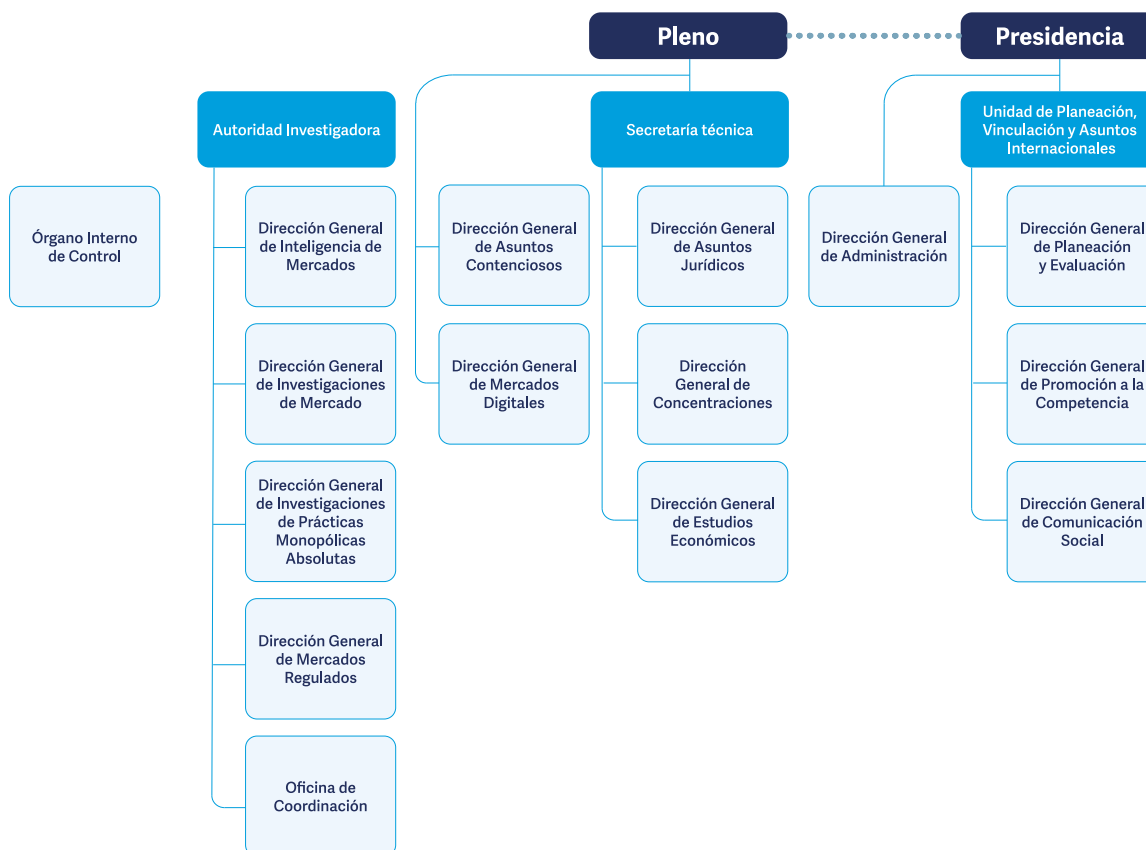 Pleno
Presidencia
Autoridad Investigadora
Secretaría técnica
Unidad de Planeación,
Vinculación y Asuntos
Internacionales
Órgano Interno
de Control
Dirección General
de Inteligencia de
Mercados
Dirección General
de Asuntos
Contenciosos
Dirección General
de Asuntos
Jurídicos
Dirección General
de Administración
Dirección General
de Planeación
y Evaluación
Dirección General
de Investigaciones
de Mercado
Dirección General
de Mercados
Digitales
Dirección
General de
Concentraciones
Dirección General
de Promoción a la
Competencia
Dirección General
de Investigaciones
de Prácticas
Monopólicas
Absolutas
Dirección General
de Estudios
Económicos
Dirección General
de Comunicación
Social
Dirección General
de Mercados
Regulados
Oficina de
Coordinación